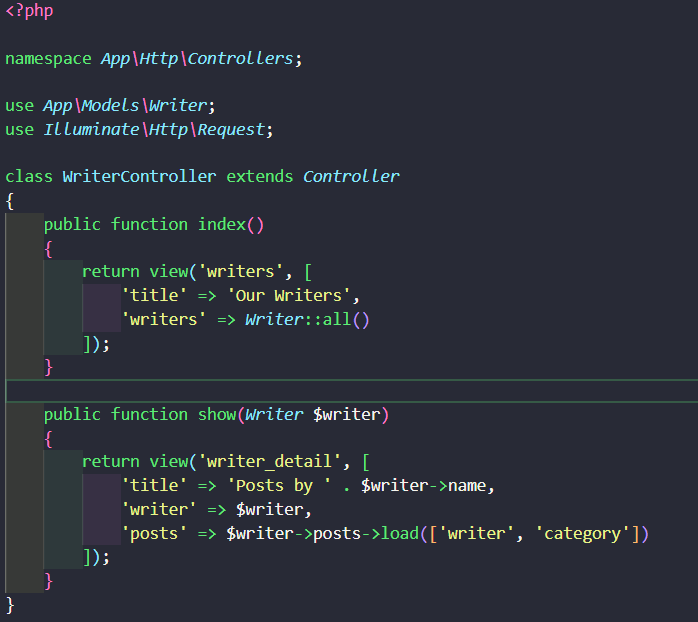 <?php
namespace App\Http\Controllers;
use App\Models\Writer;
use Illuminate\Http\Request;
class WriterController extends Controller
{
    public function index()
    {
        return view('writers', [
            'title' => 'Our Writers',
            'writers' => Writer::all()
        ]);
    }
    public function show(Writer $writer)
    {
        return view('writer_detail', [
            'title' => 'Posts by ' . $writer->name,
            'writer' => $writer,
            'posts' => $writer->posts->load(['writer', 'category'])
        ]);
    }
}